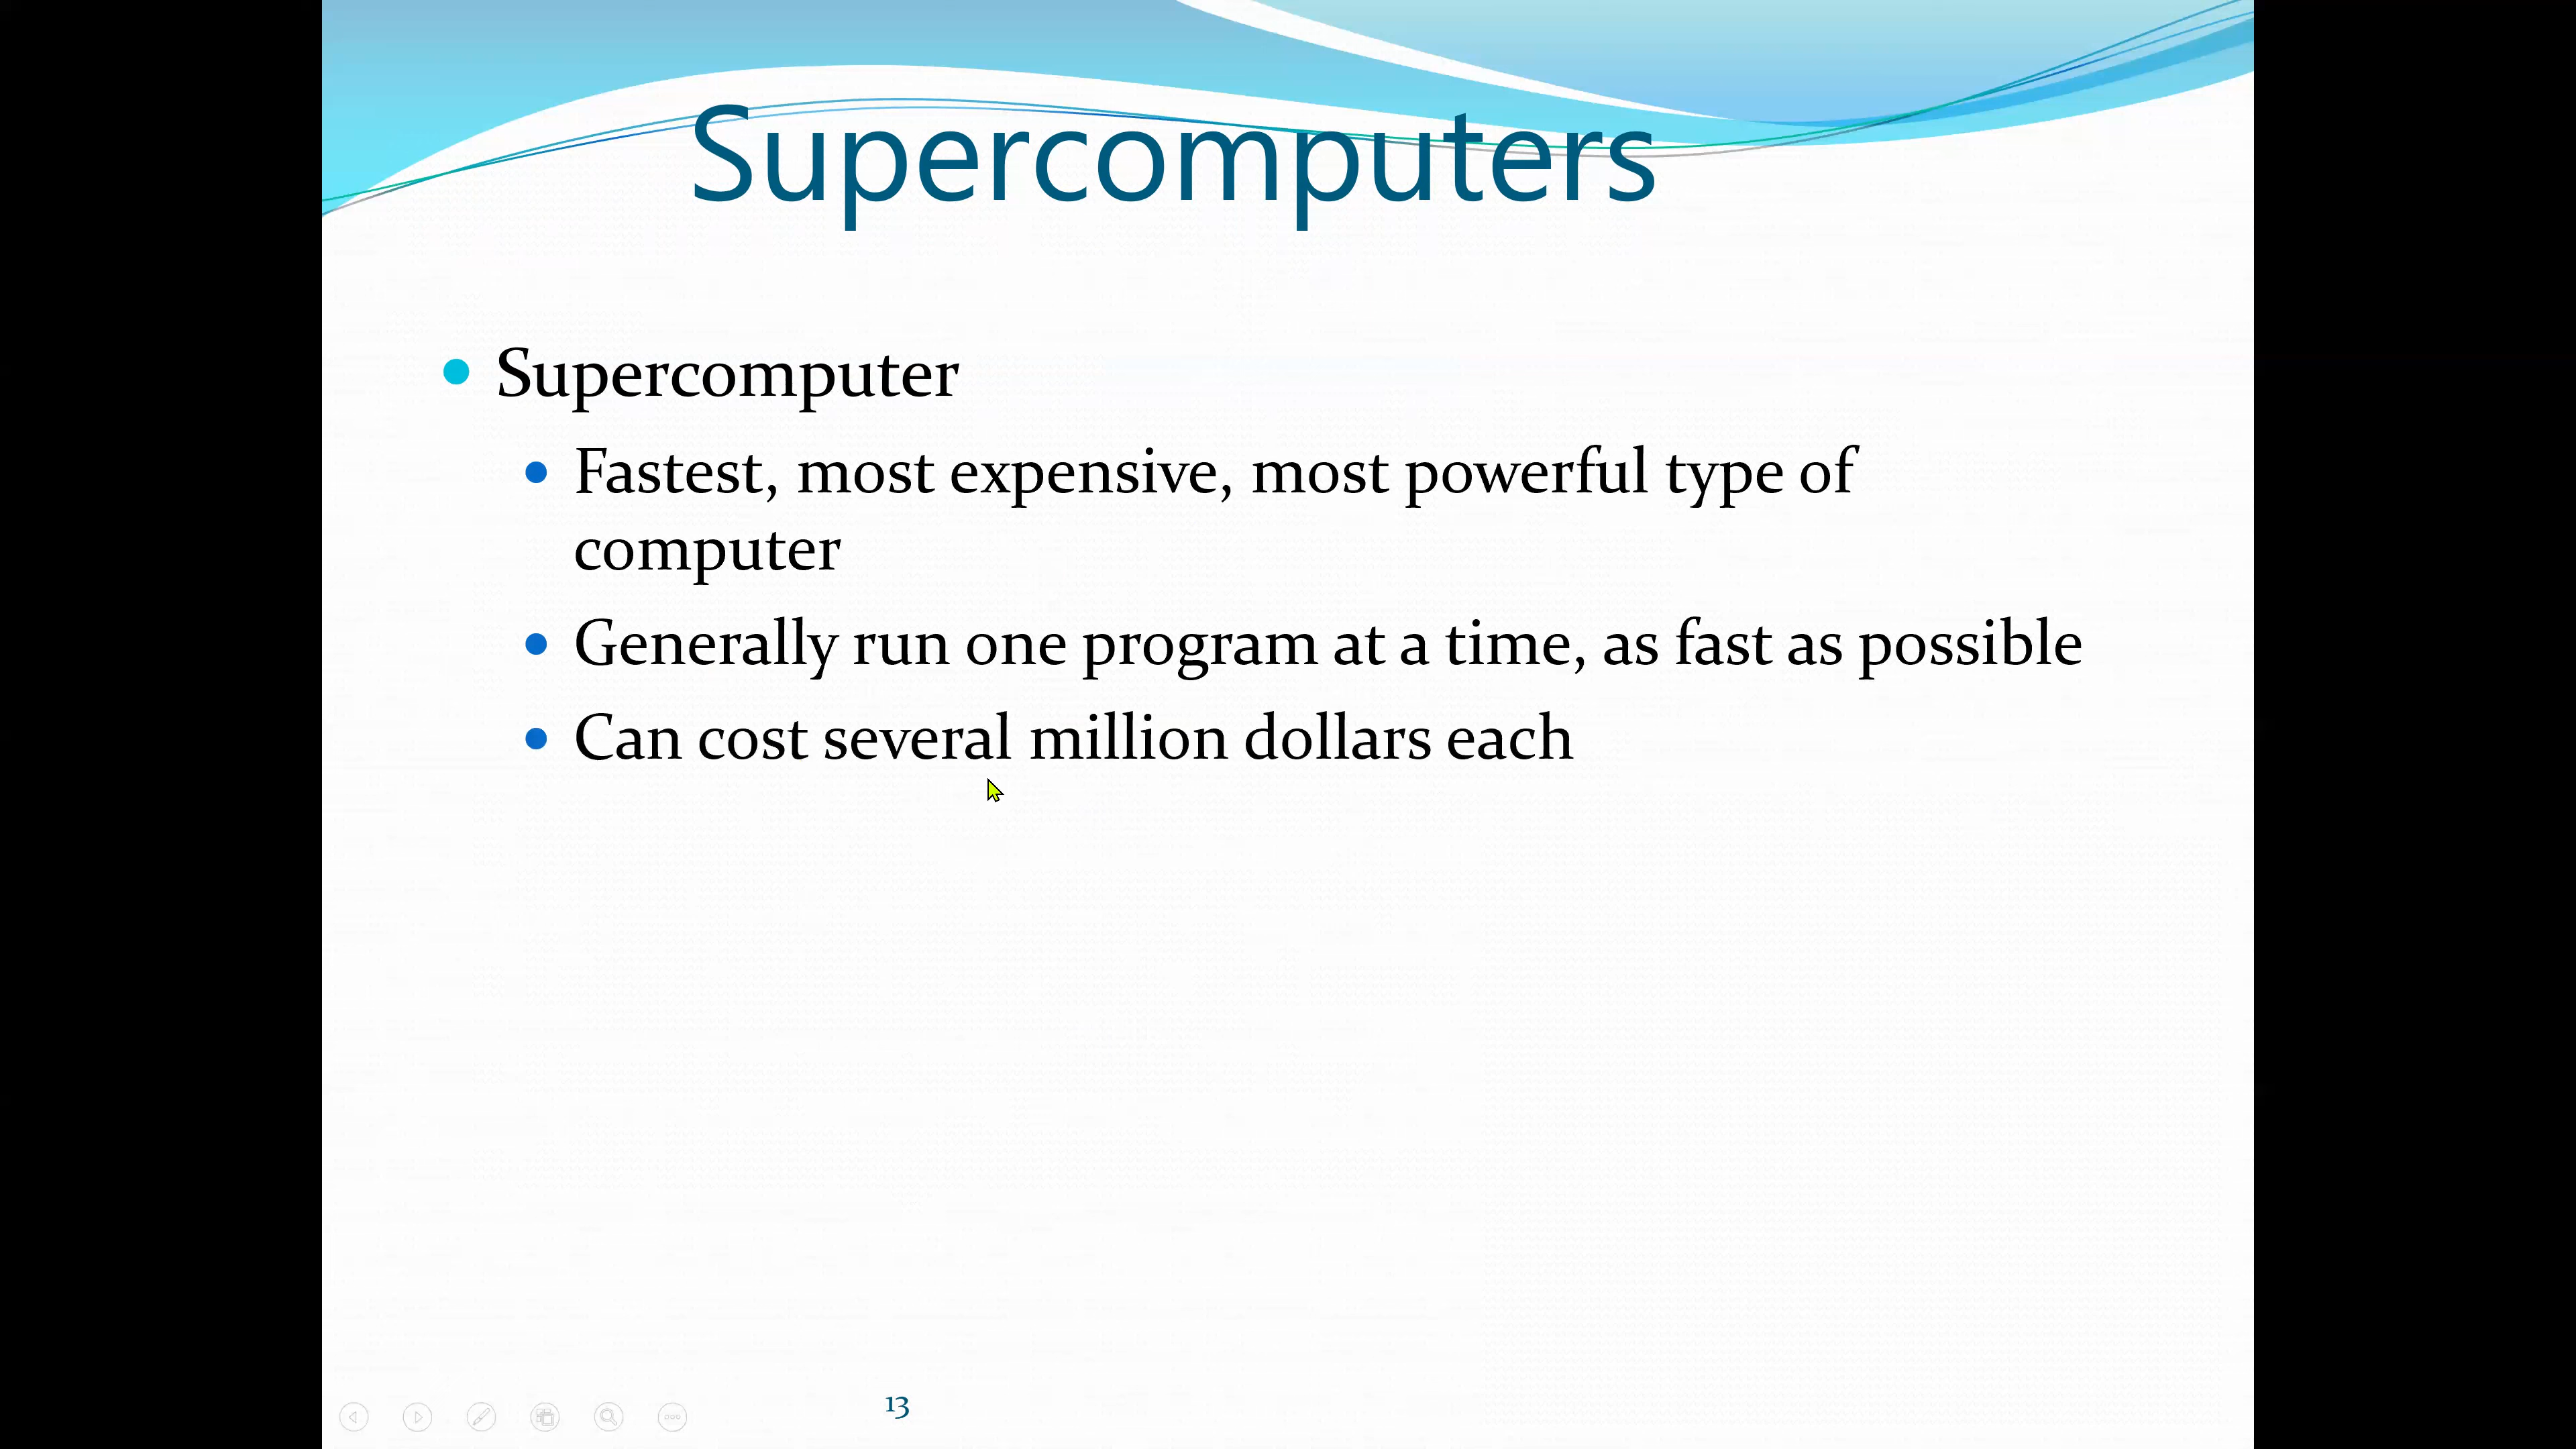 Supercomputers
Supercomputer
Fastest, most expensive, most powerful type of
computer
Generally run one program at a time, as fast as possible
Can cost several million dollars each
13